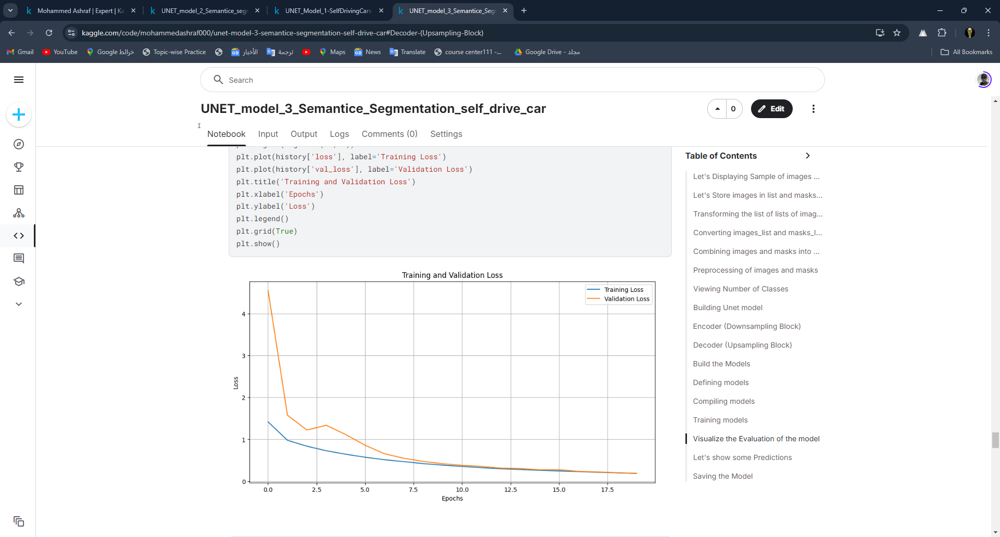 Mohammed Ashraf | Expert | Ka
UNET_model_2_Semantice_segr
UNET_Model_1-SelfDrivingCars
UNET_model_3_Semantice_Seg
kaggle.com/code/mohammedashraf000/unet-model-3-semantice-segmentation-self-drive-car#Decoder-(Upsampling-Block)
Gmail
YouTube
خرائط Google
Topic-wise Practice
الأخبار
ترجمة
Maps
News
Translate
course center111 -...
Google Drive - مجلد
All Bookmarks
Search
UNET_model_3_Semantice_Segmentation_self_drive_car
0
Edit
Notebook
Input
Output
Logs
Comments (0)
Settings
plt.plot(history['loss'], label='Training Loss')
plt.plot(history['val_loss'], label='Validation Loss')
plt.title('Training and Validation Loss')
plt.xlabel('Epochs')
plt.ylabel('Loss')
plt.legend()
plt.grid(True)
plt.show()
Training and Validation Loss
Training Loss
Validation Loss
Loss
4
3
2
1
0
0.0 2.5 5.0 7.5 10.0 12.5 15.0 17.5
Epochs
Table of Contents
Let's Displaying Sample of images ...
Let's Store images in list and masks...
Transforming the list of lists of imag...
Converting images_list and masks_l...
Combining images and masks into ...
Preprocessing of images and masks
Viewing Number of Classes
Building Unet model
Encoder (Downsampling Block)
Decoder (Upsampling Block)
Build the Models
Defining models
Compiling models
Training models
Visualize the Evaluation of the model
Let's show some Predictions
Saving the Model